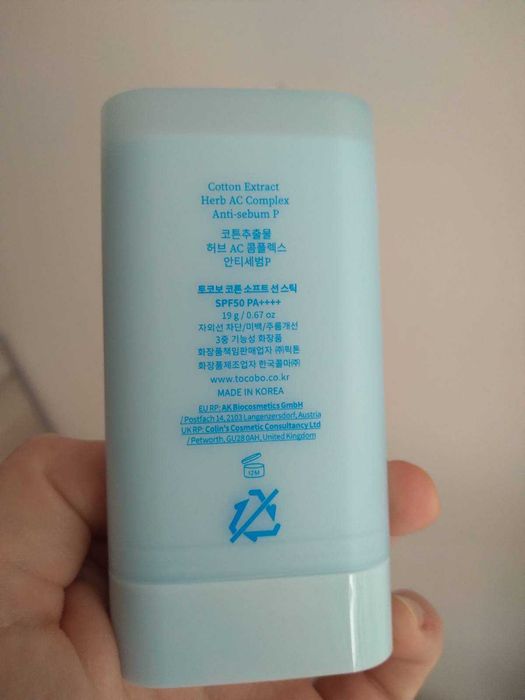 Cotton Extract
Herb AC Complex
Anti-sebum P
코튼추출물
허브 AC 콤플렉스
안티세범P
토코보 코튼 소프트 선 스틱
SPF50 PA++++
19 g / 0.67 oz
자외선 차단/미백/주름개선
3중 기능성 화장품
화장품책임판매업자 ㈜픽톤
화장품제조업자 한국콜마㈜
www.tocobo.co.kr
MADE IN KOREA
EU RP: AK Biocosmetics GmbH
/ Postfach 14, 2103 Langenzersdorf, Austria
UK RP: Colin's Cosmetic Consultancy Ltd
/ Petworth, GU28 0AH, United Kingdom
12M